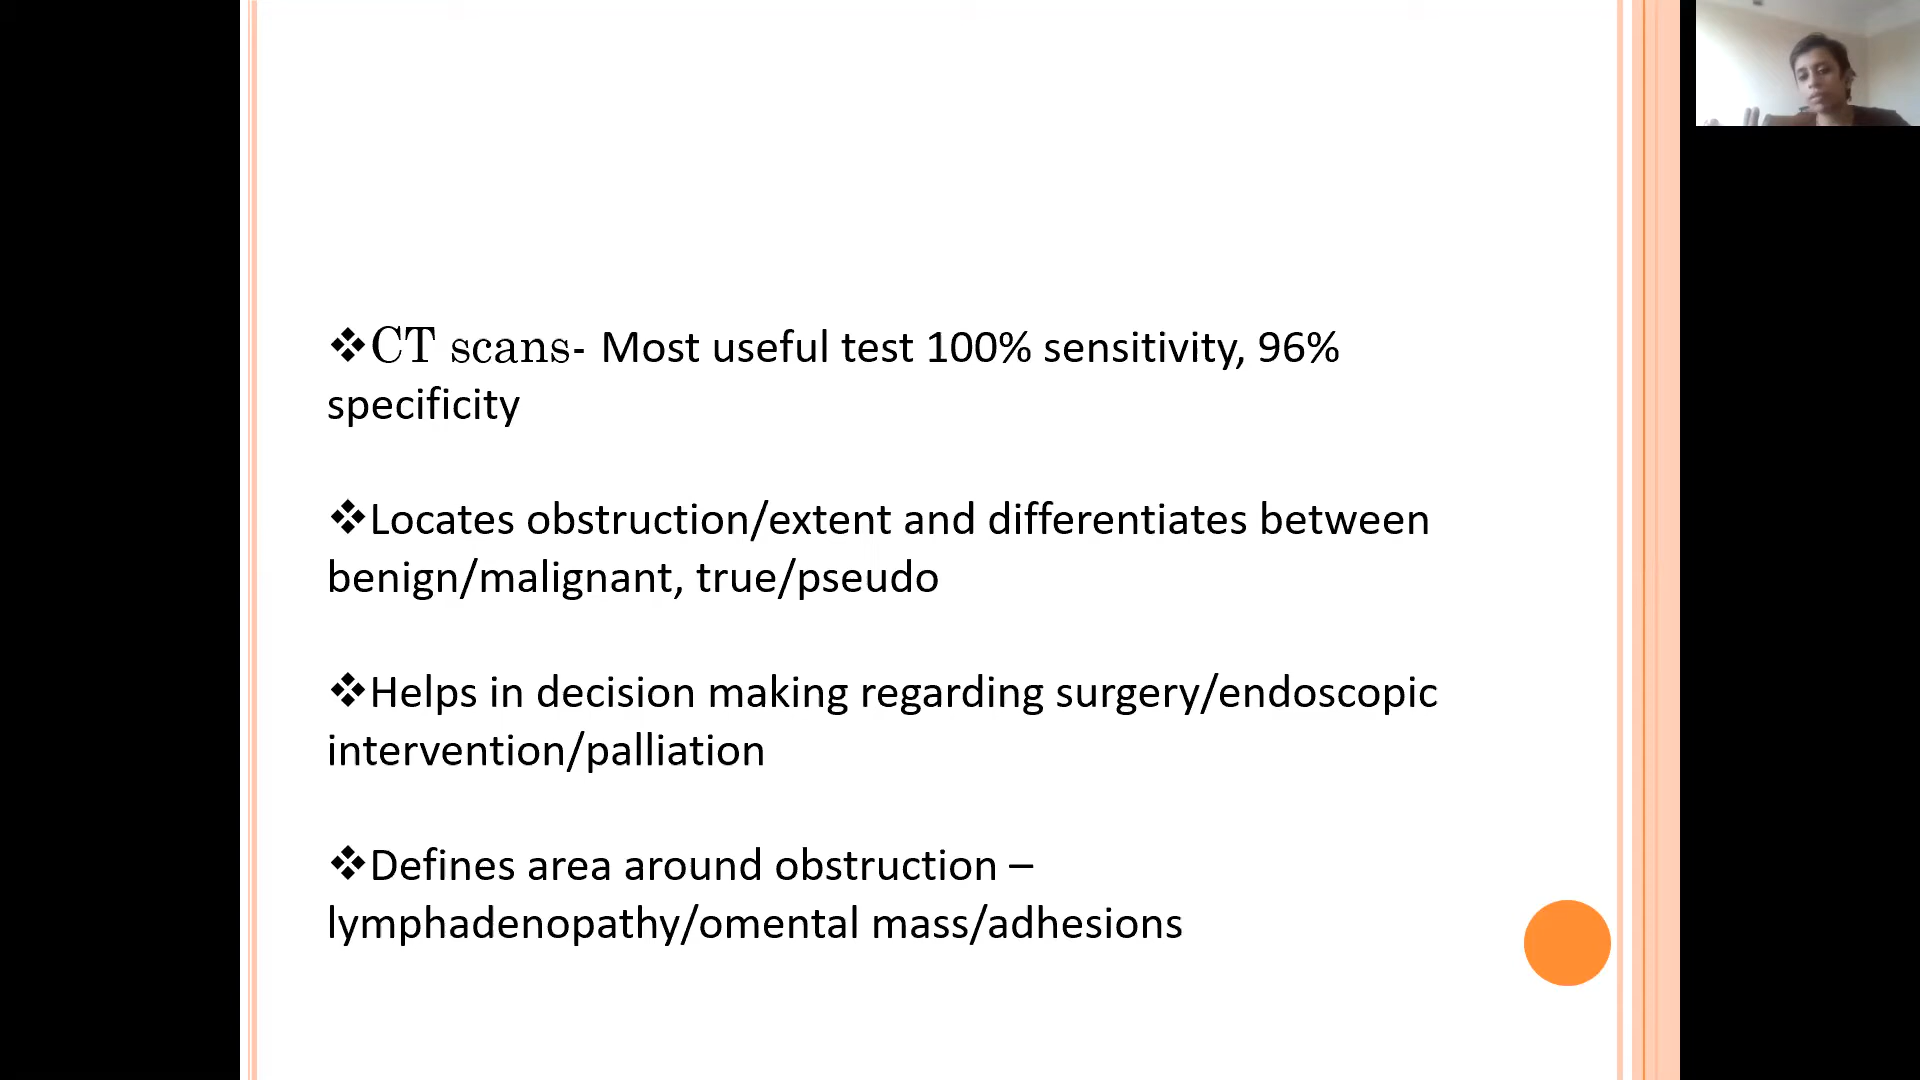 ❖CT scans- Most useful test 100% sensitivity, 96%
specificity
❖Locates obstruction/extent and differentiates between
benign/malignant, true/pseudo
❖Helps in decision making regarding surgery/endoscopic
intervention/palliation
❖Defines area around obstruction –
lymphadenopathy/omental mass/adhesions